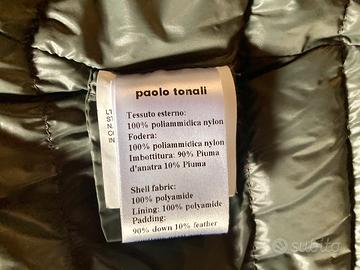 paolo tonali
Tessuto esterno:
100% poliammidica nylon
Fodera:
100% poliammidica nylon
Imbottitura: 90% Piuma
d'anatra 10% Piuma
Shell fabric:
100% polyamide
Lining: 100% polyamide
Padding:
90% down 10% feather
subito